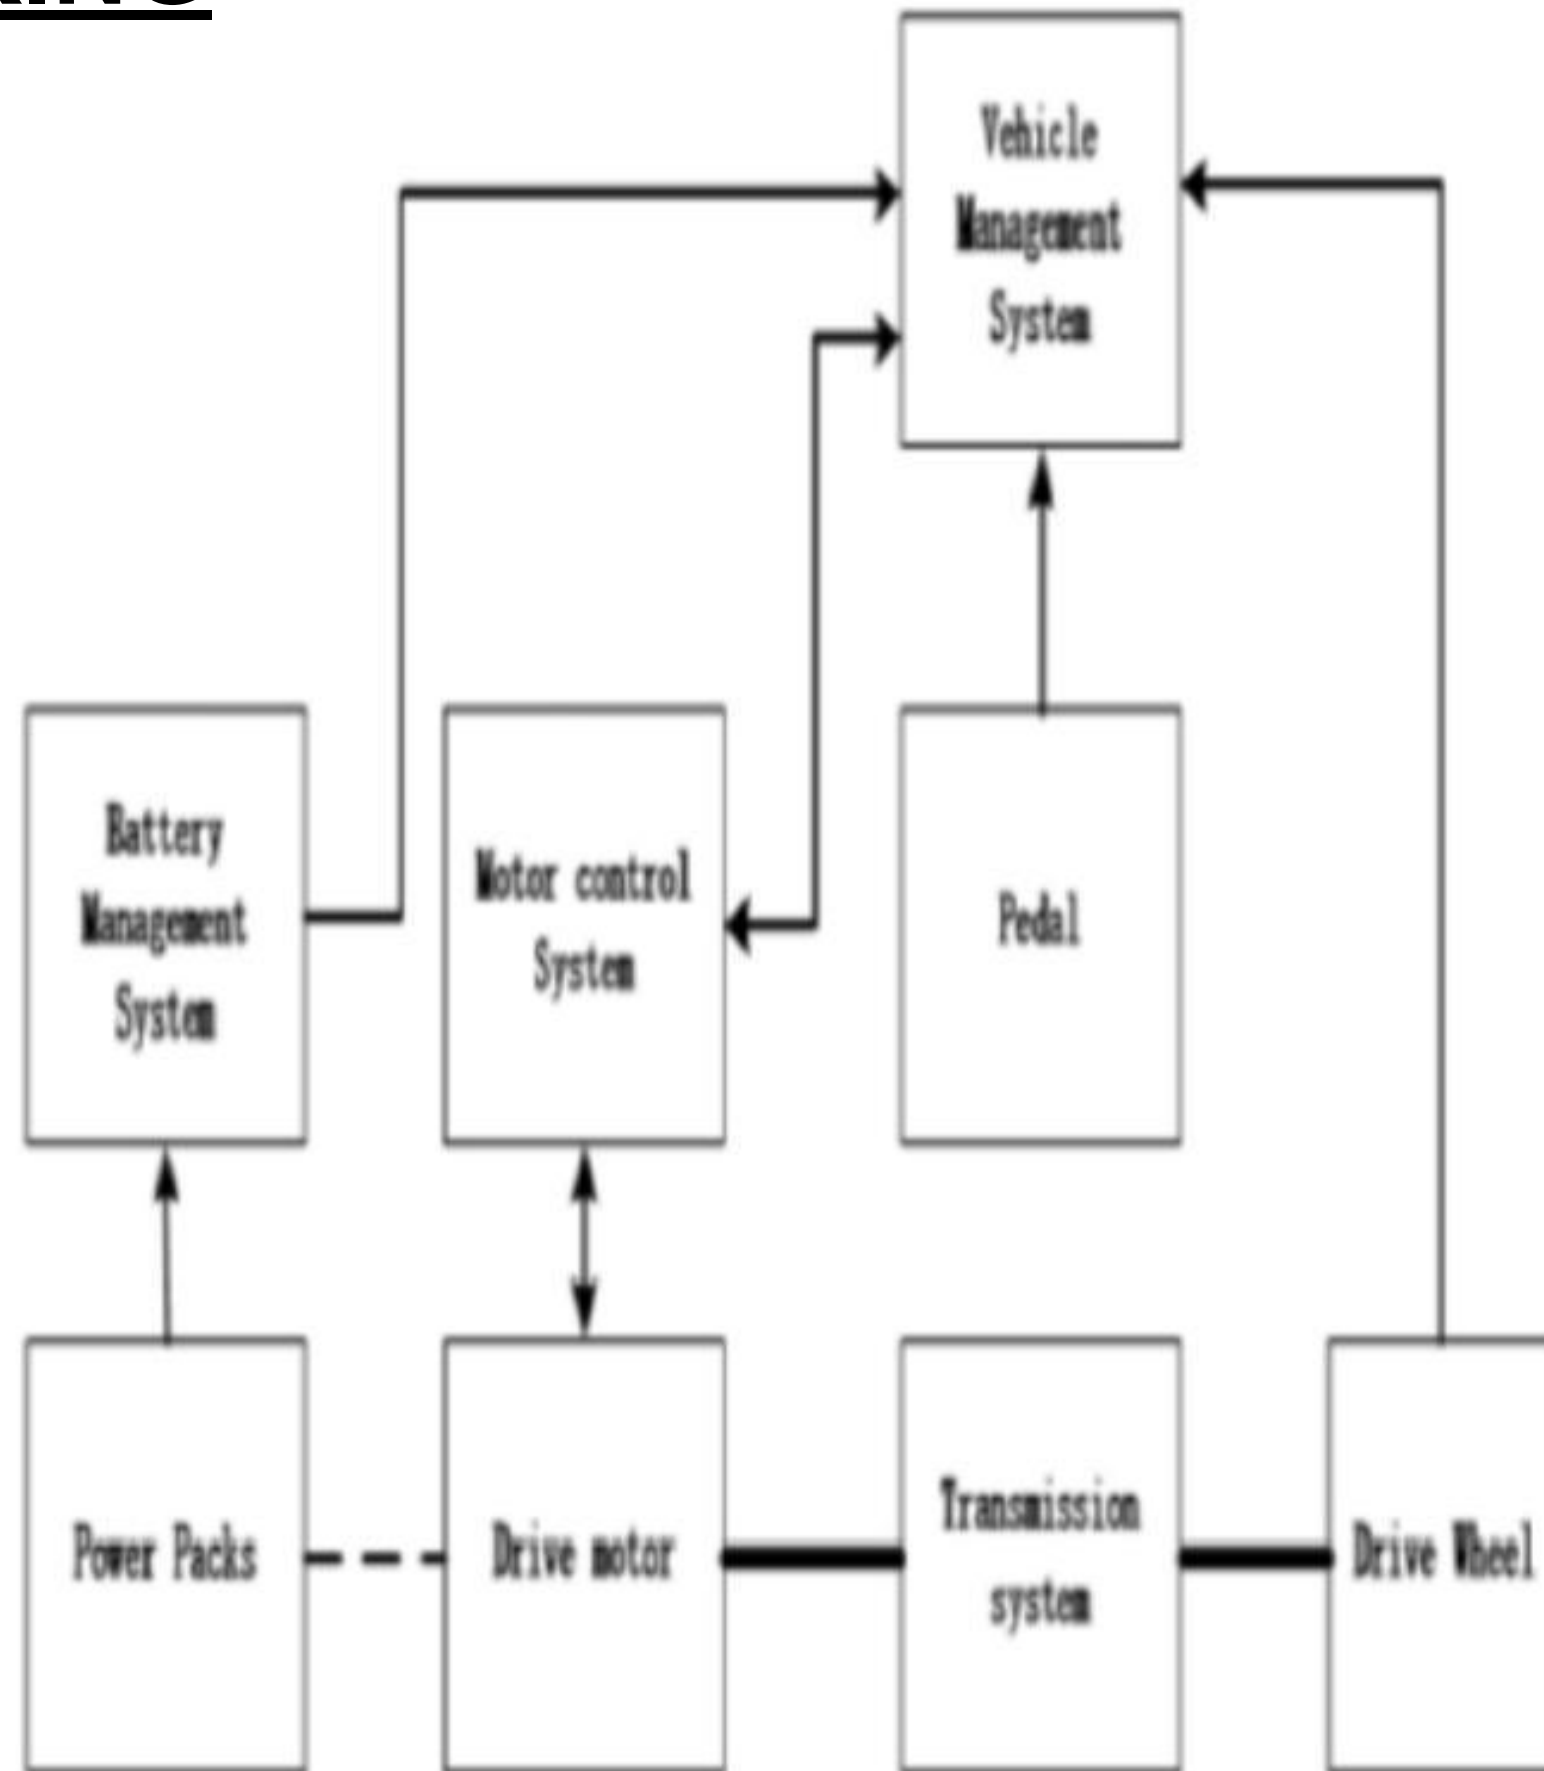 Vehicle
Management
System
Battery
Management
System
Motor control
System
Pedal
Power Packs
Drive motor
Transmission
system
Drive Wheel